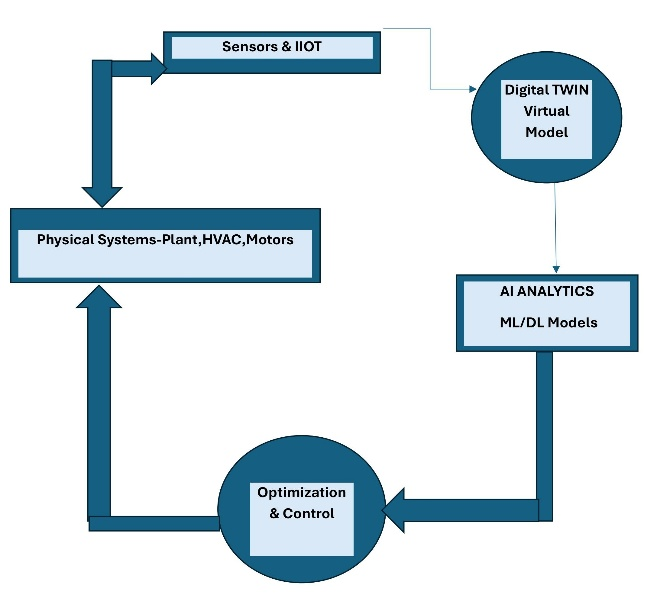 Sensors & IIOT
Digital TWIN
Virtual
Model
Physical Systems-Plant,HVAC,Motors
AI ANALYTICS
ML/DL Models
Optimization
& Control